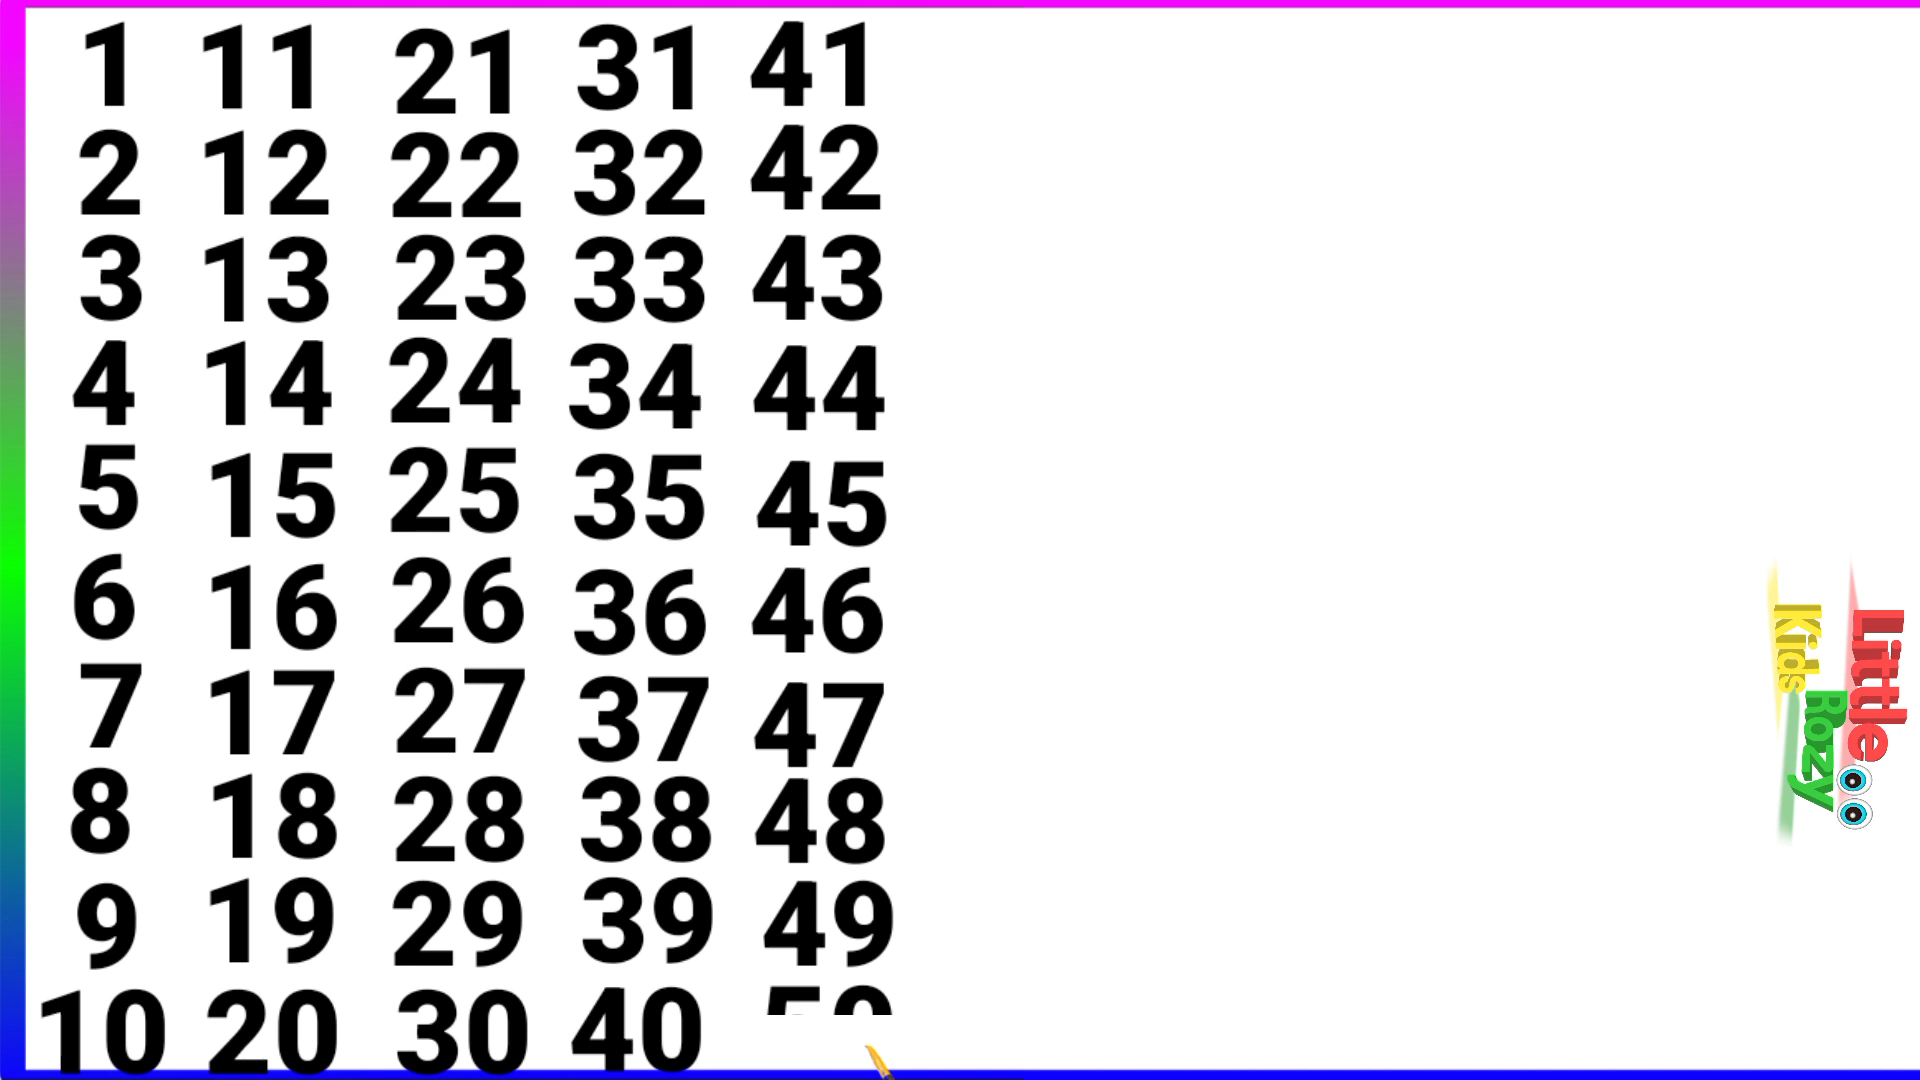 1 11 21 31 41
2 12 22 32 42
3 13 23 33 43
4 14 24 34 44
5 15 25 35 45
6 16 26 36 46
7 17 27 37 47
8 18 28 38 48
9 19 29 39 49
10 20 30 40 50
Little
Kids Rozy